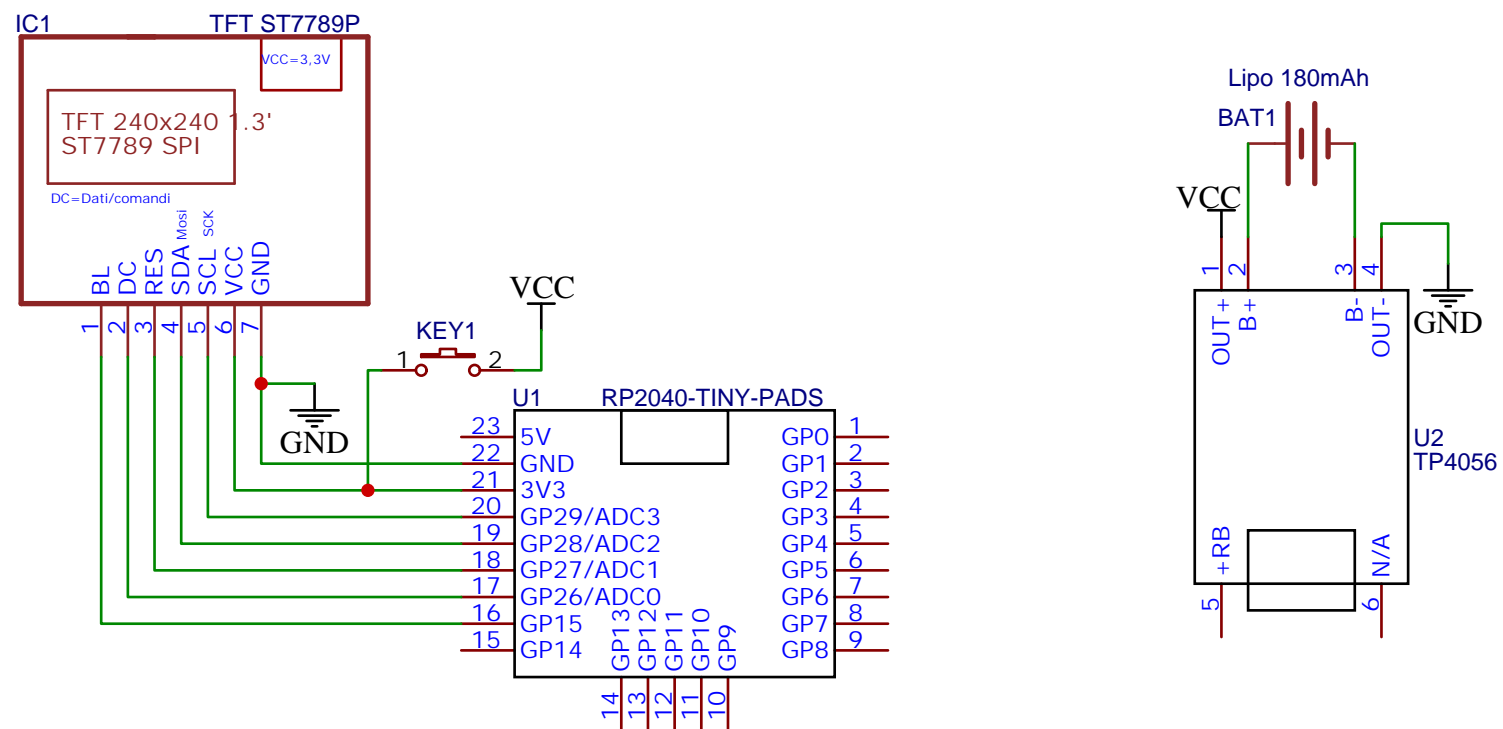 IC1
TFT ST7789P
VCC=3,3V
TFT 240x240 1.3'
ST7789 SPI
DC=Dati/comandi
Mosi
SCK
BL
DC
RES
SDA
SCL
VCC
GND
1
2
3
4
5
6
7
GND
KEY1
1
2
VCC
U1
RP2040-TINY-PADS
23
5V
22
GND
21
3V3
20
GP29/ADC3
19
GP28/ADC2
18
GP27/ADC1
17
GP26/ADC0
16
GP15
15
GP14
GP13
GP12
GP11
GP10
GP9
14
13
12
11
10
GP0
1
GP1
2
GP2
3
GP3
4
GP4
5
GP5
6
GP6
7
GP7
8
GP8
9
Lipo 180mAh
BAT1
VCC
1
2
3
4
OUT+
B+
B-
OUT-
GND
U2
TP4056
+RB
N/A
5
6